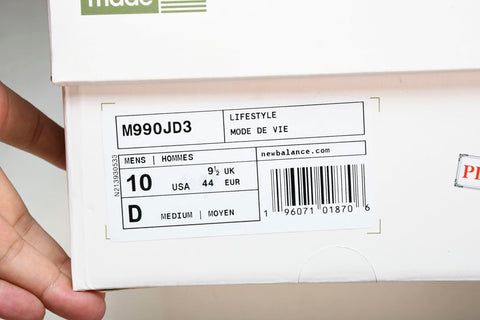 made
M990JD3
LIFESTYLE
MODE DE VIE
MENS | HOMMES
10 USA
9½ UK
44 EUR
D MEDIUM | MOYEN
newbalance.com
1 96071 01870 6
N213930533